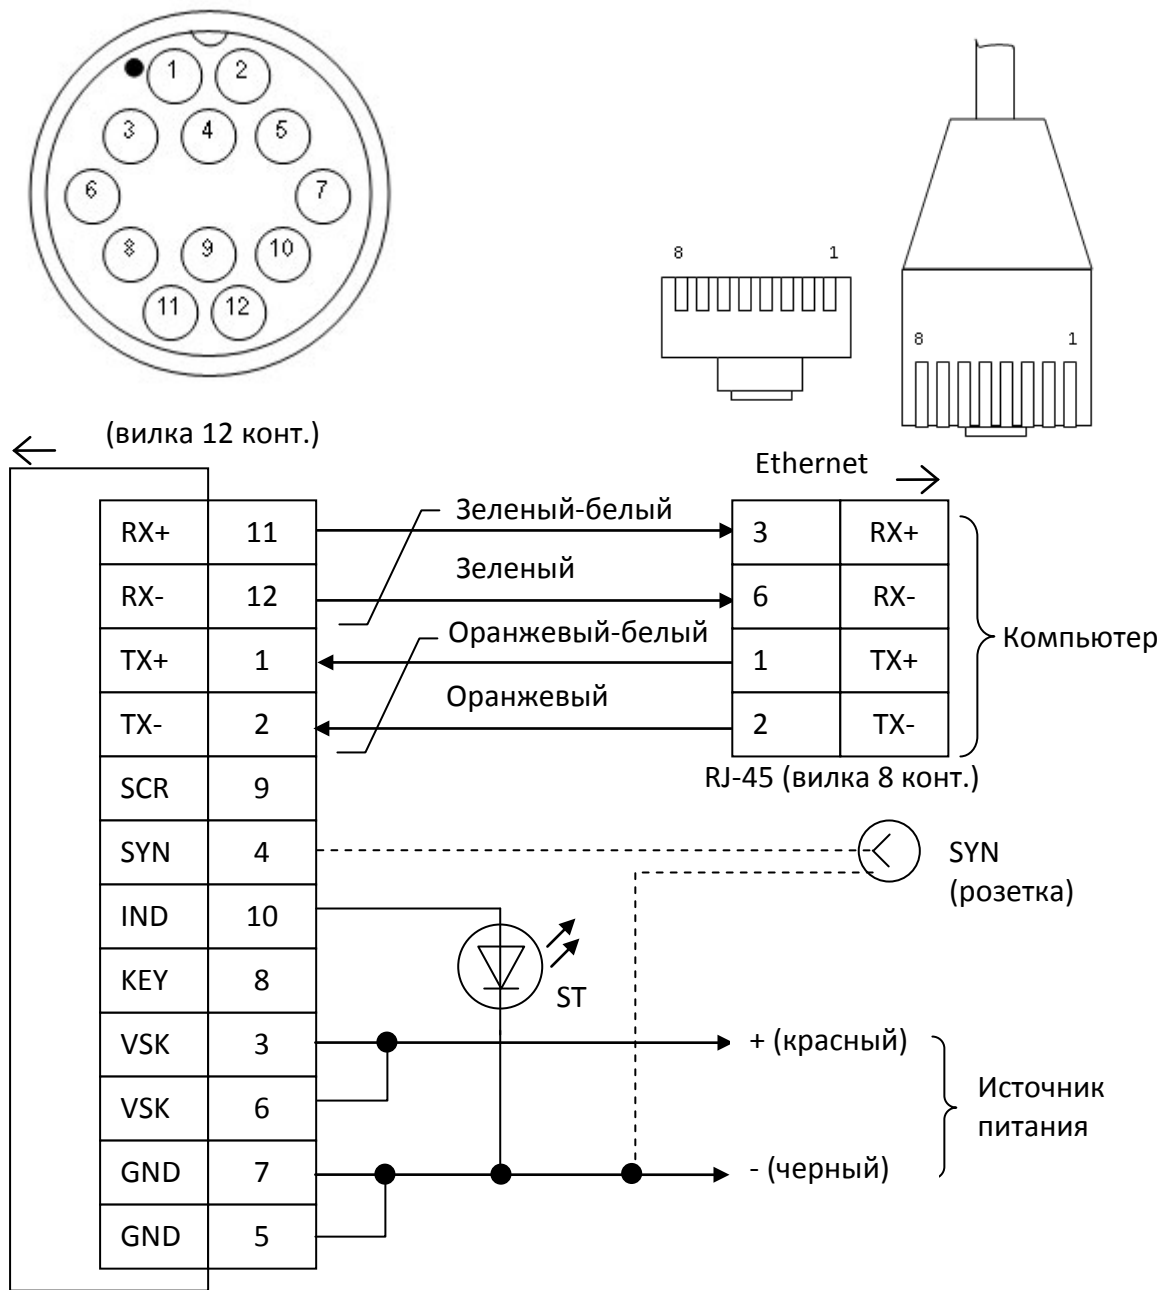 1 2
3 4 5
6 7
8 9 10
11 12
8 1
8 1
(вилка 12 конт.)
Ethernet
RX+ 11 Зеленый-белый 3 RX+
RX- 12 Зеленый 6 RX-
TX+ 1 Оранжевый-белый 1 TX+
Компьютер
TX- 2 Оранжевый 2 TX-
RJ-45 (вилка 8 конт.)
SCR 9
SYN 4 SYN
(розетка)
IND 10
ST
KEY 8
VSK 3 + (красный)
Источник
питания
VSK 6
GND 7 - (черный)
GND 5